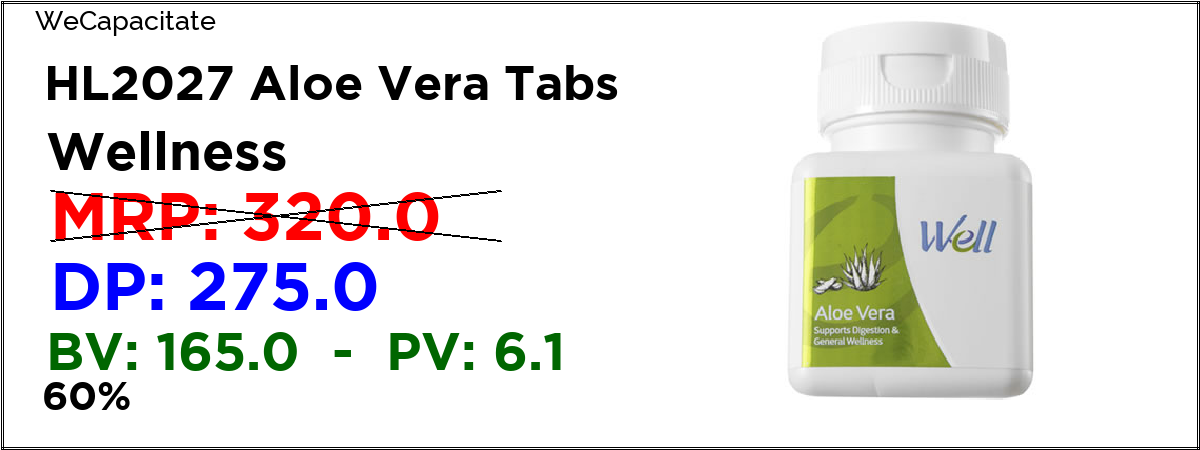 WeCapacitate
HL2027 Aloe Vera Tabs
Wellness
MRP: 320.0
DP: 275.0
BV: 165.0 - PV: 6.1
60%
Well
Aloe Vera
Supports Digestion &
General Wellness